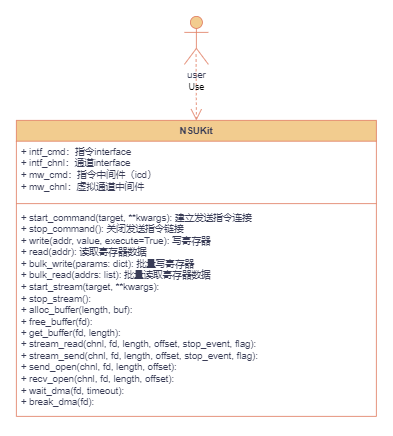 user
Use
NSUKit
+ intf_cmd：指令interface
+ intf_chnl：通道interface
+ mw_cmd：指令中间件（icd）
+ mw_chnl：虚拟通道中间件
+ start_command(target, **kwargs): 建立发送指令连接
+ stop_command(): 关闭发送指令链接
+ write(addr, value, execute=True): 写寄存器
+ read(addr): 读取寄存器数据
+ bulk_write(params: dict): 批量写寄存器
+ bulk_read(addrs: list): 批量读取寄存器数据
+ start_stream(target, **kwargs):
+ stop_stream():
+ alloc_buffer(length, buf):
+ free_buffer(fd):
+ get_buffer(fd, length):
+ stream_read(chnl, fd, length, offset, stop_event, flag):
+ stream_send(chnl, fd, length, offset, stop_event, flag):
+ send_open(chnl, fd, length, offset):
+ recv_open(chnl, fd, length, offset):
+ wait_dma(fd, timeout):
+ break_dma(fd):